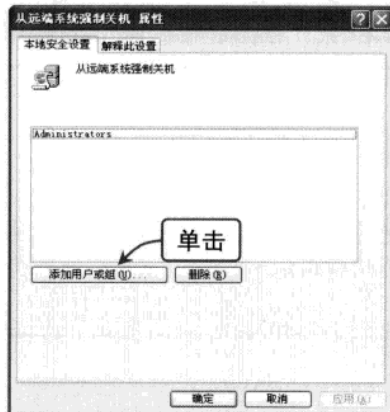 从远端系统强制关机 属性
本地安全设置 解释此设置
从远端系统强制关机
Administrators
单击
添加用户或组(U)... 删除(R)
确定 取消 应用(A)